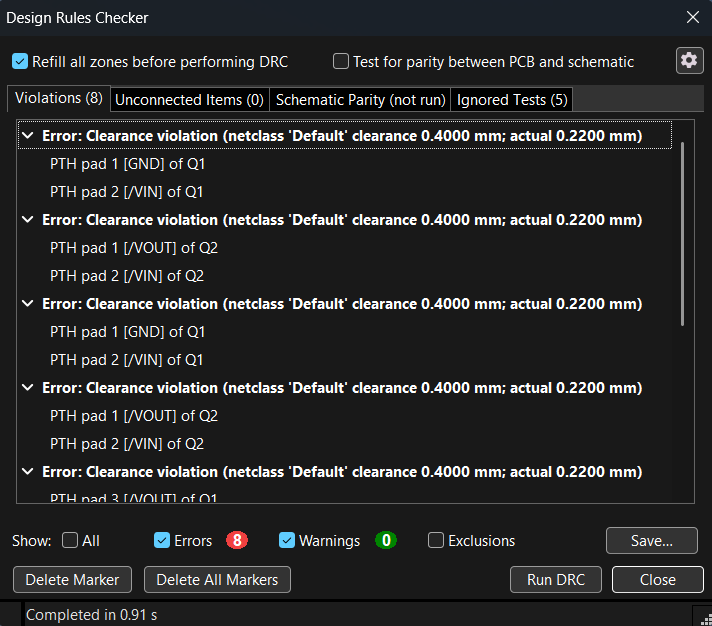 Design Rules Checker
Refill all zones before performing DRC
Test for parity between PCB and schematic
Violations (8)
Unconnected Items (0)
Schematic Parity (not run)
Ignored Tests (5)
Error: Clearance violation (netclass 'Default' clearance 0.4000 mm; actual 0.2200 mm)
PTH pad 1 [GND] of Q1
PTH pad 2 [/VIN] of Q1
Error: Clearance violation (netclass 'Default' clearance 0.4000 mm; actual 0.2200 mm)
PTH pad 1 [/VOUT] of Q2
PTH pad 2 [/VIN] of Q2
Error: Clearance violation (netclass 'Default' clearance 0.4000 mm; actual 0.2200 mm)
PTH pad 1 [GND] of Q1
PTH pad 2 [/VIN] of Q1
Error: Clearance violation (netclass 'Default' clearance 0.4000 mm; actual 0.2200 mm)
PTH pad 1 [/VOUT] of Q2
PTH pad 2 [/VIN] of Q2
Error: Clearance violation (netclass 'Default' clearance 0.4000 mm; actual 0.2200 mm)
PTH pad 3 [/VOUT] of Q1
Show:
All
Errors 8
Warnings 0
Exclusions
Save...
Delete Marker
Delete All Markers
Run DRC
Close
Completed in 0.91 s